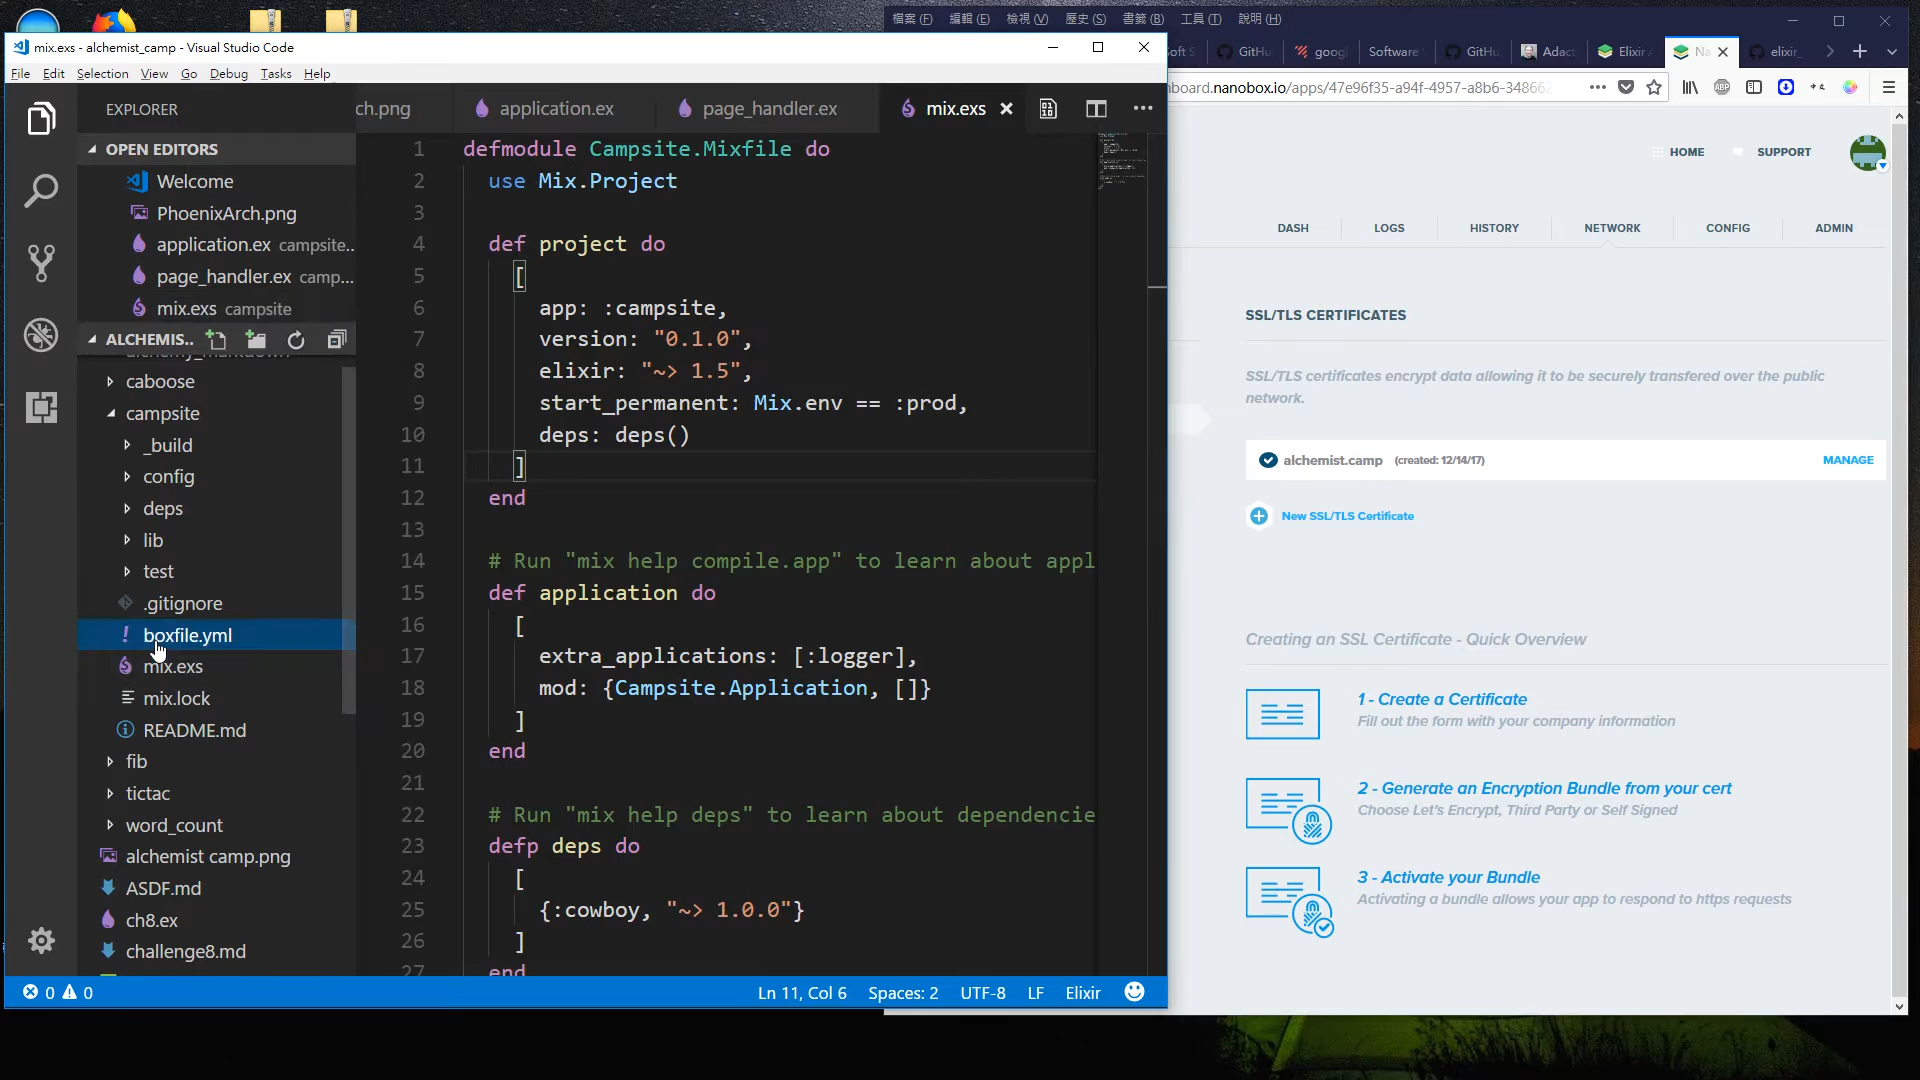 mix.exs - alchemist_camp - Visual Studio Code
File Edit Selection View Go Debug Tasks Help
EXPLORER
OPEN EDITORS
Welcome
PhoenixArch.png
application.ex campsite...
page_handler.ex camp...
mix.exs campsite
ALCHEMIS..
caboose
campsite
_build
config
deps
lib
test
.gitignore
boxfile.yml
mix.exs
mix.lock
README.md
fib
tictac
word_count
alchemist camp.png
ASDF.md
ch8.ex
challenge8.md
ch.png
application.ex
page_handler.ex
mix.exs
1 defmodule Campsite.Mixfile do
2 use Mix.Project
3
4 def project do
5 [
6 app: :campsite,
7 version: "0.1.0",
8 elixir: "~> 1.5",
9 start_permanent: Mix.env == :prod,
10 deps: deps()
11 ]
12 end
13
14 # Run "mix help compile.app" to learn about appl
15 def application do
16 [
17 extra_applications: [:logger],
18 mod: {Campsite.Application, []}
19 ]
20 end
21
22 # Run "mix help deps" to learn about dependencie
23 defp deps do
24 [
25 {:cowboy, "~> 1.0.0"}
26 ]
27 end
0 0
Ln 11, Col 6 Spaces: 2 UTF-8 LF Elixir
檔案 (F) 編輯 (E) 檢視 (V) 歷史 (S) 書籤 (B) 工具 (T) 說明 (H)
oft S GitHu goog Software GitHu Adact Elixir Na elixir_
board.nanobox.io/apps/47e96f35-a94f-4957-a8b6-348662
HOME SUPPORT
DASH LOGS HISTORY NETWORK CONFIG ADMIN
SSL/TLS CERTIFICATES
SSL/TLS certificates encrypt data allowing it to be securely transfered over the public
network.
alchemist.camp (created: 12/14/17) MANAGE
New SSL/TLS Certificate
Creating an SSL Certificate - Quick Overview
1 - Create a Certificate
Fill out the form with your company information
2 - Generate an Encryption Bundle from your cert
Choose Let's Encrypt, Third Party or Self Signed
3 - Activate your Bundle
Activating a bundle allows your app to respond to https requests